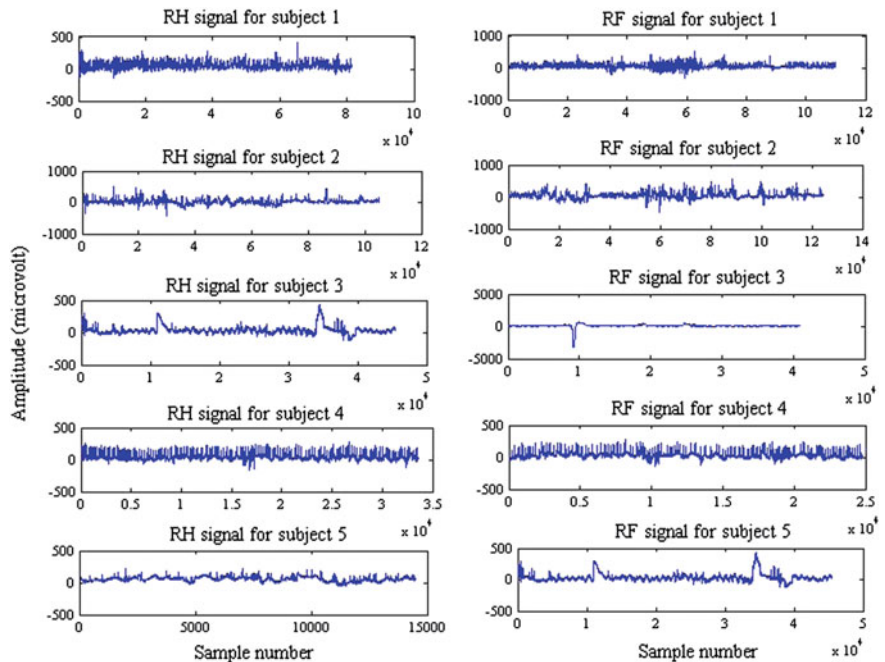 RH signal for subject 1
500
0
-500
0 2 4 6 8 10
x 10⁴
RF signal for subject 1
1000
0
-1000
0 2 4 6 8 10 12
x 10⁴
RH signal for subject 2
1000
0
-1000
0 2 4 6 8 10 12
x 10⁴
RF signal for subject 2
1000
0
-1000
0 2 4 6 8 10 12 14
x 10⁴
Amplitude (microvolt)
RH signal for subject 3
500
0
-500
0 1 2 3 4 5
x 10⁴
RF signal for subject 3
5000
0
-5000
0 1 2 3 4 5
x 10⁴
RH signal for subject 4
500
0
-500
0 0.5 1 1.5 2 2.5 3 3.5
x 10⁴
RF signal for subject 4
500
0
-500
0 0.5 1 1.5 2 2.5
x 10⁴
RH signal for subject 5
500
0
-500
0 5000 10000 15000
Sample number
RF signal for subject 5
500
0
-500
0 1 2 3 4 5
Sample number
x 10⁴